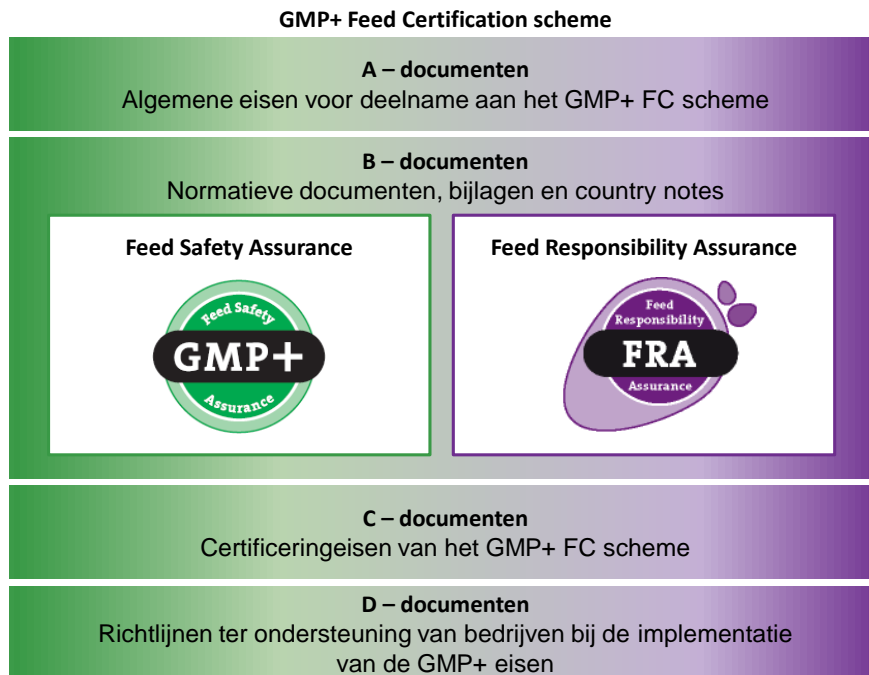 GMP+ Feed Certification scheme
A – documenten
Algemene eisen voor deelname aan het GMP+ FC scheme
B – documenten
Normatieve documenten, bijlagen en country notes
Feed Safety Assurance
Feed Safety
GMP+
Assurance
Feed Responsibility Assurance
Feed
Responsibility
FRA
Assurance
C – documenten
Certificeringeisen van het GMP+ FC scheme
D – documenten
Richtlijnen ter ondersteuning van bedrijven bij de implementatie
van de GMP+ eisen